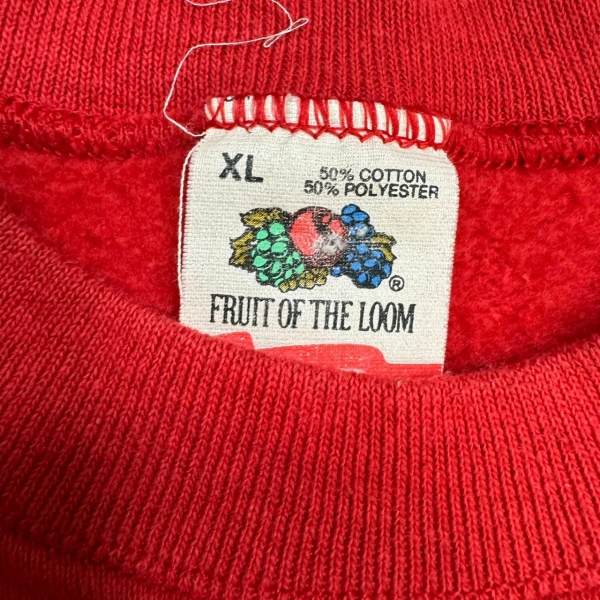 XL
50% COTTON
50% POLYESTER
®
FRUIT OF THE LOOM